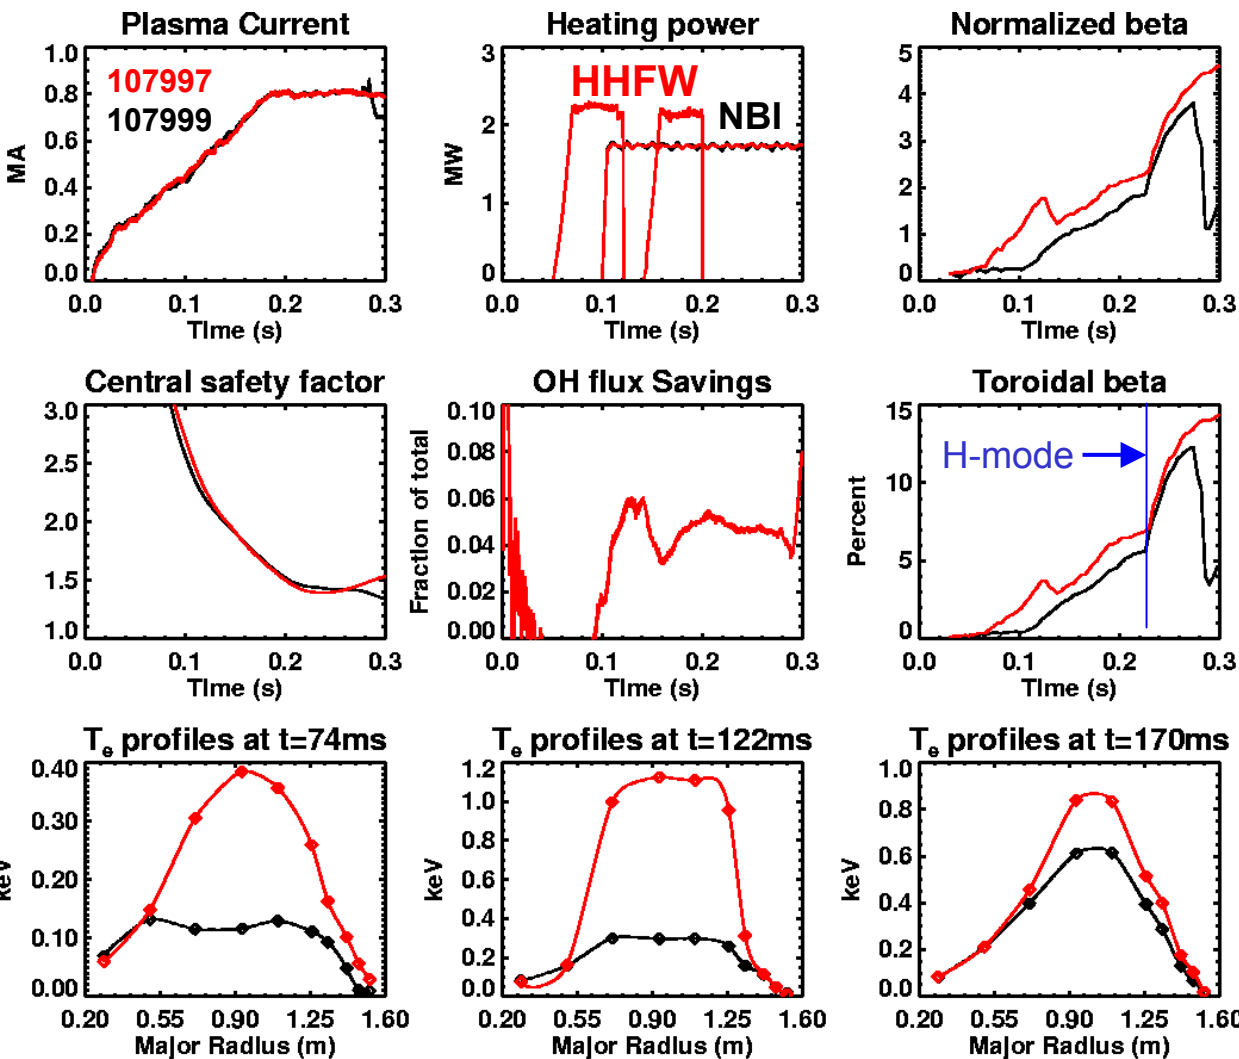 Plasma Current
Heating power
Normalized beta
1.0
0.8
0.6
0.4
0.2
0.0
MA
107997
107999
0.0 0.1 0.2 0.3
TIme (s)
3
2
1
0
MW
HHFW
NBI
0.0 0.1 0.2 0.3
TIme (s)
5
4
3
2
1
0
0.0 0.1 0.2 0.3
TIme (s)
Central safety factor
OH flux Savings
Toroidal beta
3.0
2.5
2.0
1.5
1.0
0.0 0.1 0.2 0.3
TIme (s)
0.10
0.08
0.06
0.04
0.02
0.00
Fraction of total
0.0 0.1 0.2 0.3
TIme (s)
15
10
5
0
Percent
H-mode
0.0 0.1 0.2 0.3
TIme (s)
Te profiles at t=74ms
Te profiles at t=122ms
Te profiles at t=170ms
0.40
0.30
0.20
0.10
0.00
keV
0.20 0.55 0.90 1.25 1.60
Major RadIus (m)
1.2
1.0
0.8
0.6
0.4
0.2
0.0
keV
0.20 0.55 0.90 1.25 1.60
Major RadIus (m)
1.0
0.8
0.6
0.4
0.2
0.0
keV
0.20 0.55 0.90 1.25 1.60
Major RadIus (m)